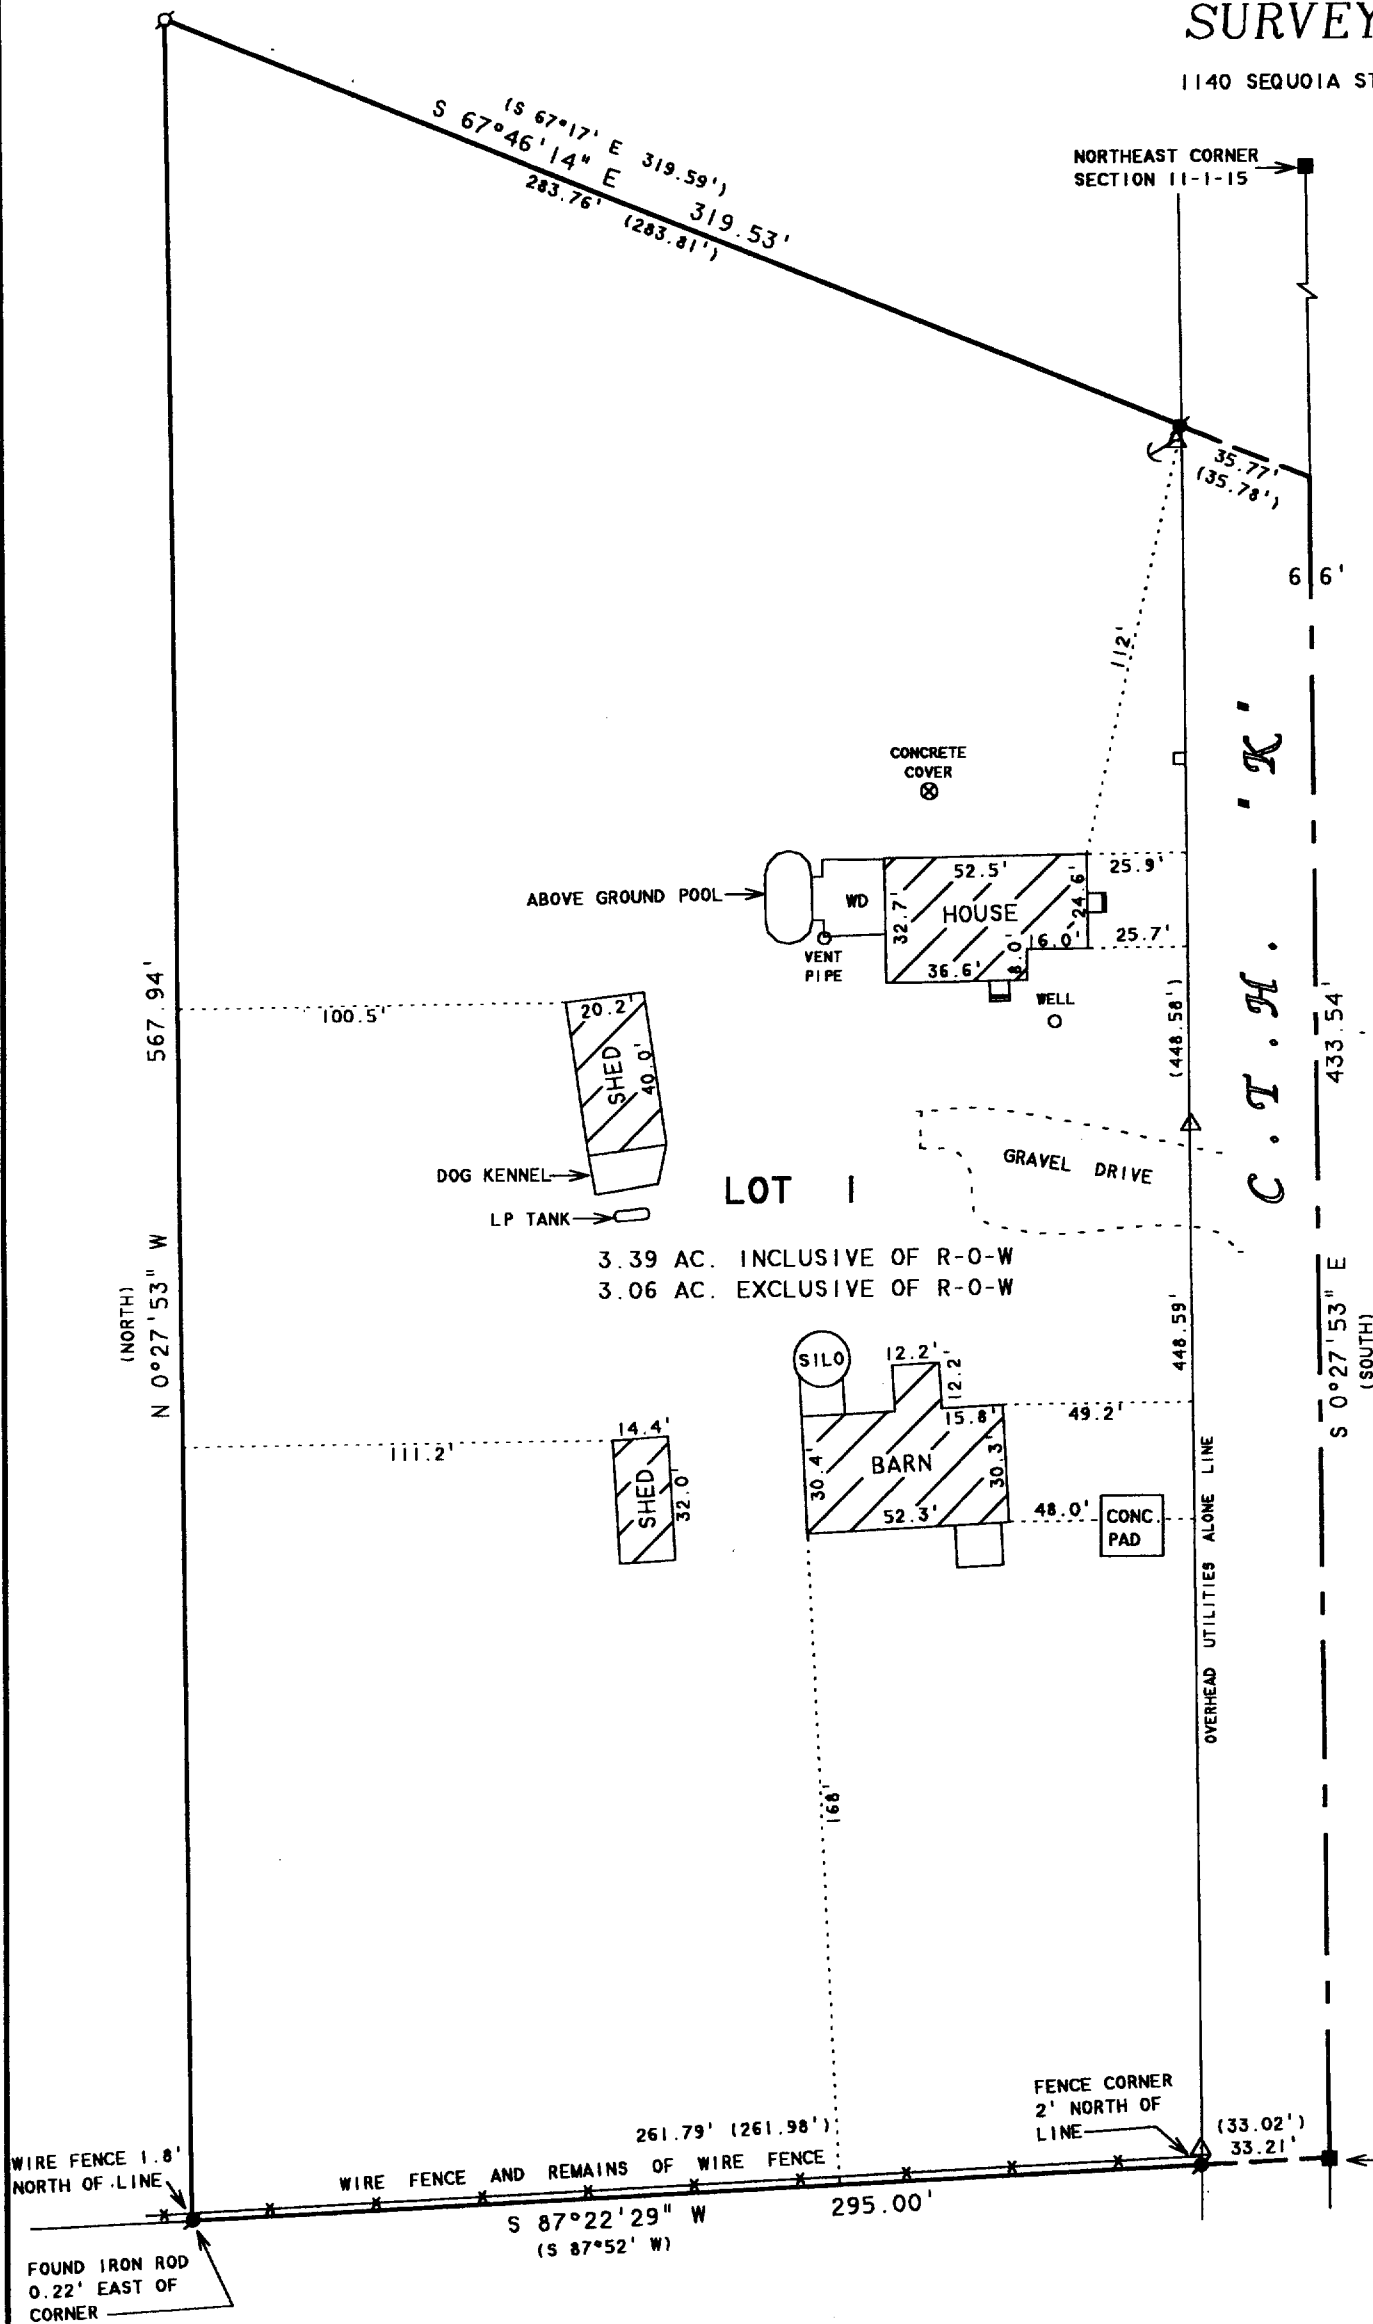 SURVEY
1140 SEQUOIA ST
(S 67°17' E 319.59')
S 67°46'14" E 319.53'
283.76' (283.81')
NORTHEAST CORNER
SECTION 11-1-15
35.77'
(35.78')
6 6'
112'
CONCRETE
COVER
ABOVE GROUND POOL
WD
52.5'
HOUSE
32.7'
24.6'
25.9'
16.0'
25.7'
8.0'
36.6'
VENT
PIPE
WELL
C.T.H. "K"
567.94'
100.5'
20.2'
SHED
40.0'
(448.58')
433.54'
DOG KENNEL
LP TANK
LOT 1
GRAVEL DRIVE
3.39 AC. INCLUSIVE OF R-O-W
3.06 AC. EXCLUSIVE OF R-O-W
(NORTH)
N 0°27'53" W
448.59'
S 0°27'53" E
(SOUTH)
SILO
12.2'
12.2'
15.8'
49.2'
BARN
30.4'
30.3'
52.3'
48.0'
CONC.
PAD
111.2'
14.4'
SHED
32.0'
OVERHEAD UTILITIES ALONE LINE
168'
FENCE CORNER
2' NORTH OF
LINE
(33.02')
33.21'
261.79' (261.98')
WIRE FENCE 1.8'
NORTH OF LINE
WIRE FENCE AND REMAINS OF WIRE FENCE
S 87°22'29" W 295.00'
(S 87°52' W)
FOUND IRON ROD
0.22' EAST OF
CORNER